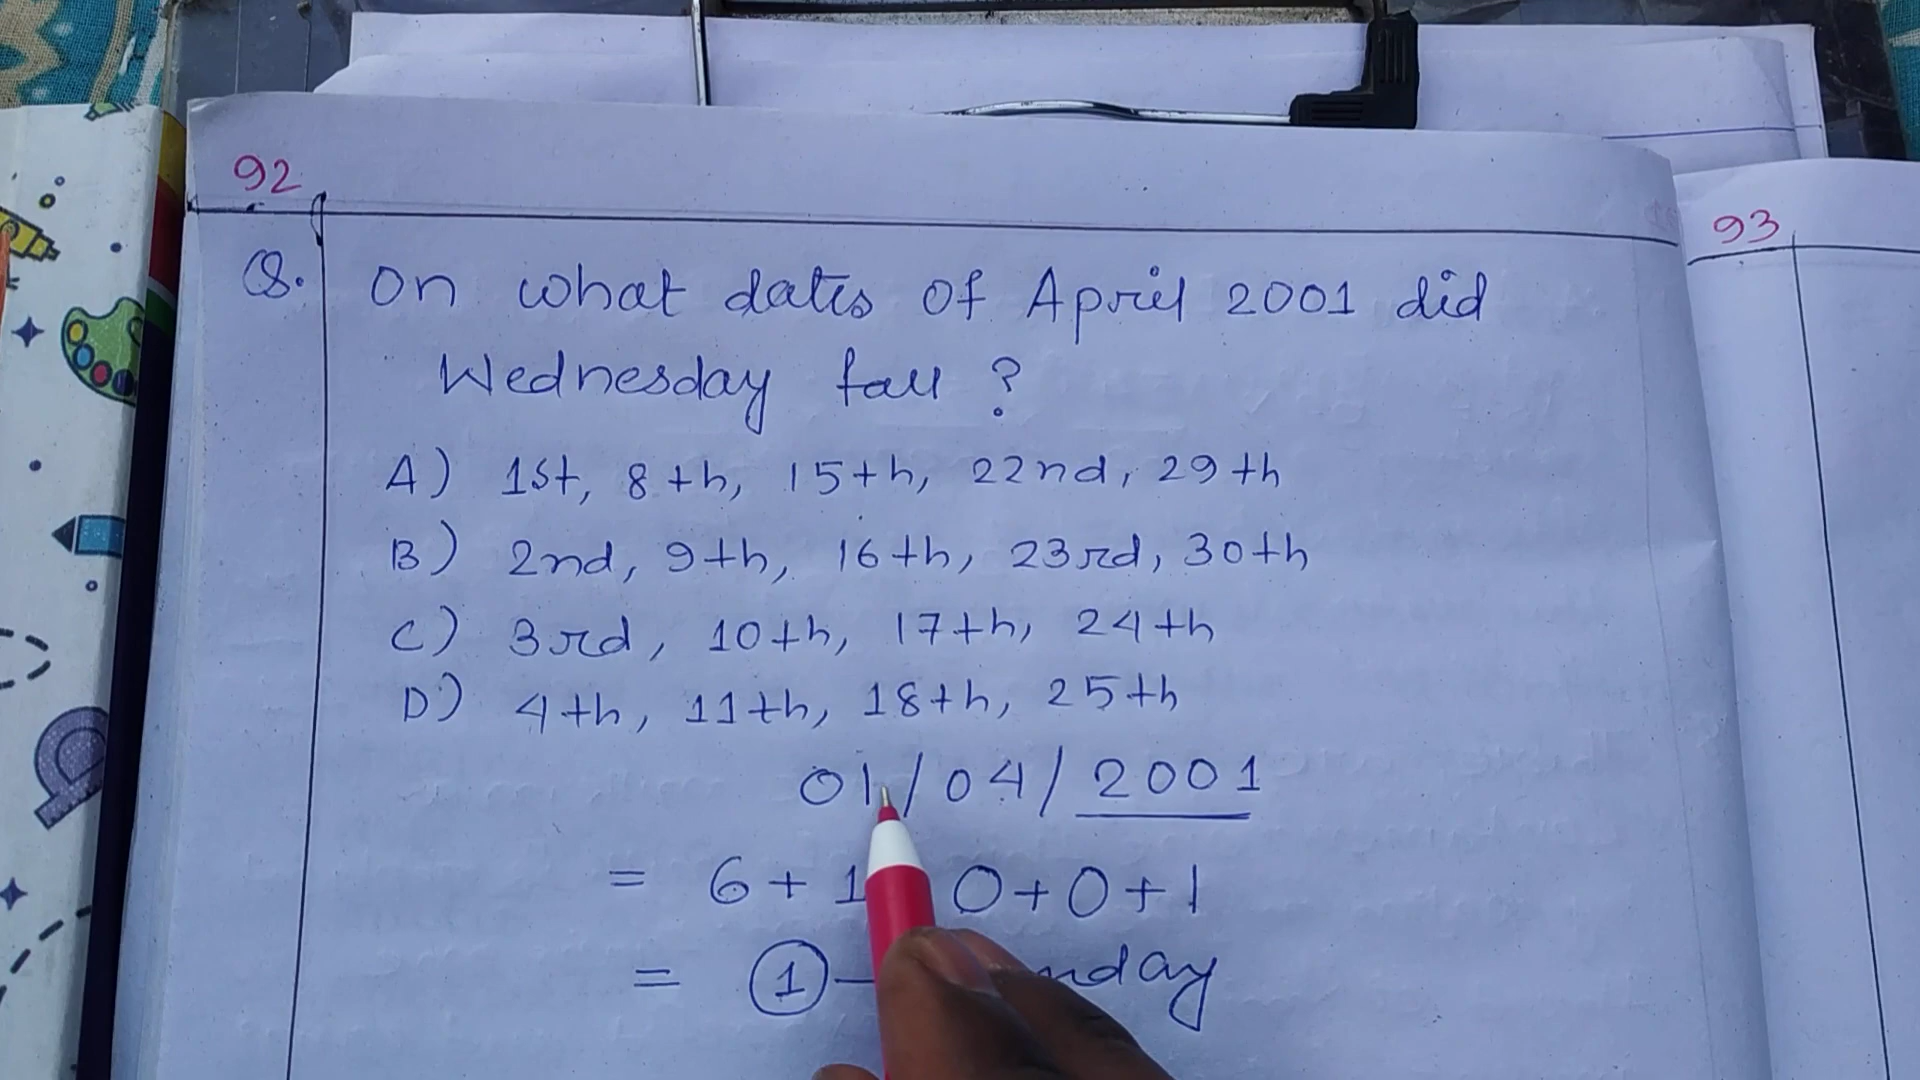 92
93
Q. On what dates of April 2001 did
Wednesday fall ?
A) 1st, 8th, 15th, 22nd, 29th
B) 2nd, 9th, 16th, 23rd, 30th
C) 3rd, 10th, 17th, 24th
D) 4th, 11th, 18th, 25th
01/04/2001
= 6+1 0+0+1
= 1